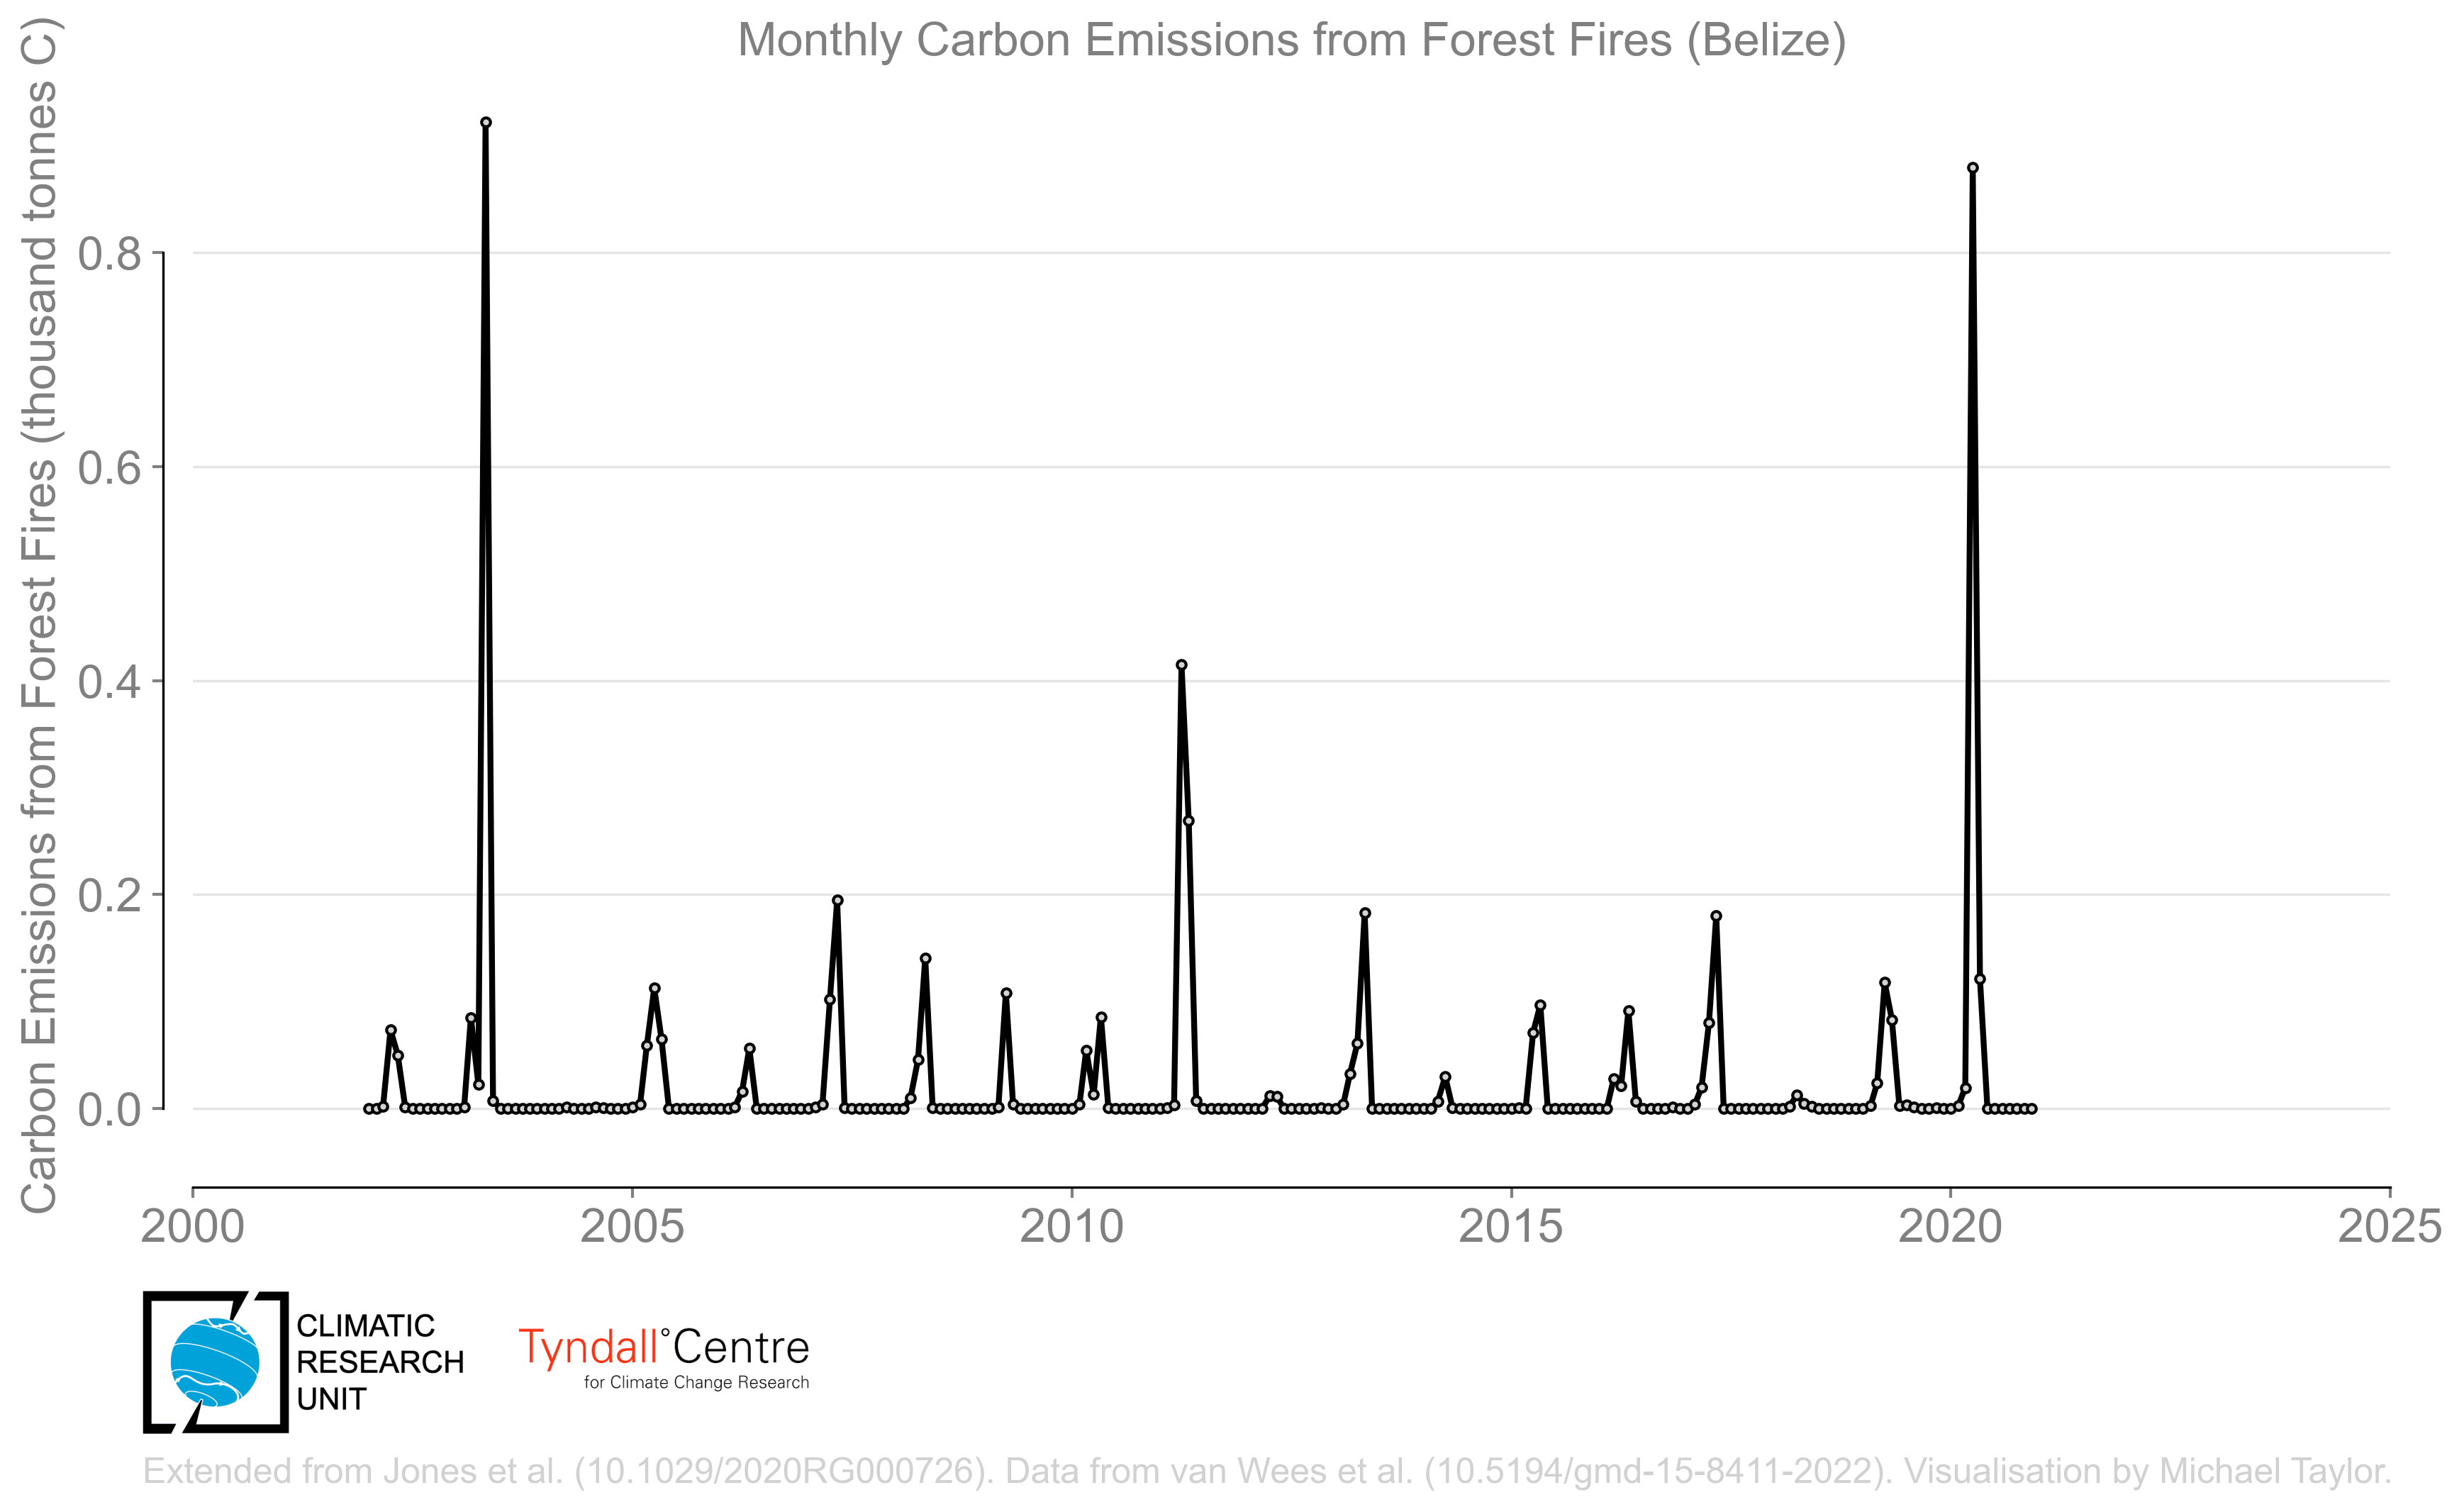 Monthly Carbon Emissions from Forest Fires (Belize)
Carbon Emissions from Forest Fires (thousand tonnes C)
0.8
0.6
0.4
0.2
0.0
2000 2005 2010 2015 2020 2025
CLIMATIC
RESEARCH
UNIT
Tyndall°Centre
for Climate Change Research
Extended from Jones et al. (10.1029/2020RG000726). Data from van Wees et al. (10.5194/gmd-15-8411-2022). Visualisation by Michael Taylor.